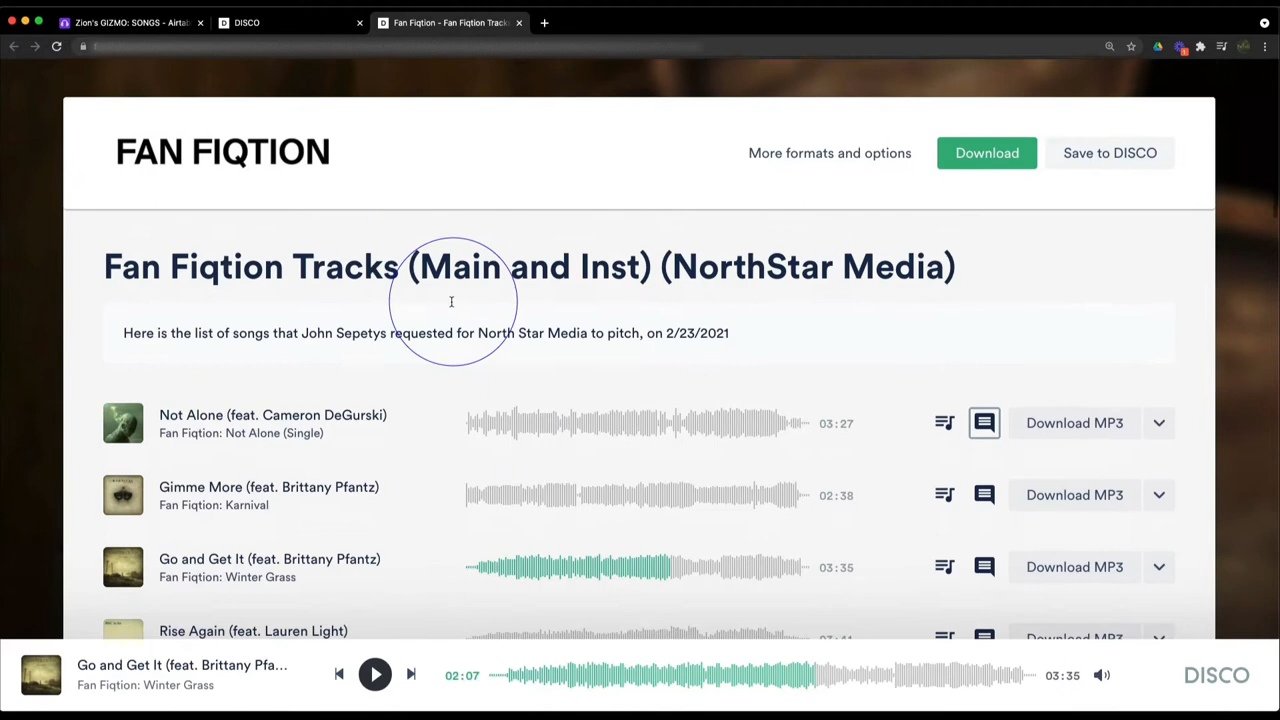 Zion's GIZMO: SONGS - Airtab
DISCO
Fan Fiqtion - Fan Fiqtion Tracks
FAN FIQTION
More formats and options
Download
Save to DISCO
Fan Fiqtion Tracks (Main and Inst) (NorthStar Media)
Here is the list of songs that John Sepetys requested for North Star Media to pitch, on 2/23/2021
Not Alone (feat. Cameron DeGurski)
Fan Fiqtion: Not Alone (Single)
03:27
Download MP3
Gimme More (feat. Brittany Pfantz)
Fan Fiqtion: Karnival
02:38
Download MP3
Go and Get It (feat. Brittany Pfantz)
Fan Fiqtion: Winter Grass
03:35
Download MP3
Rise Again (feat. Lauren Light)
03:41
Download MP3
Go and Get It (feat. Brittany Pfa...
Fan Fiqtion: Winter Grass
02:07
03:35
DISCO